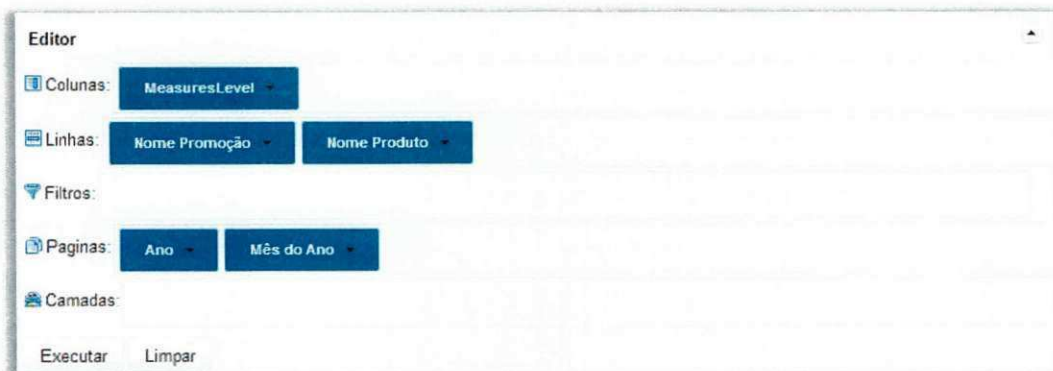 Editor
Colunas: MeasuresLevel
Linhas: Nome Promoção Nome Produto
Filtros:
Paginas: Ano Mês do Ano
Camadas:
Executar Limpar